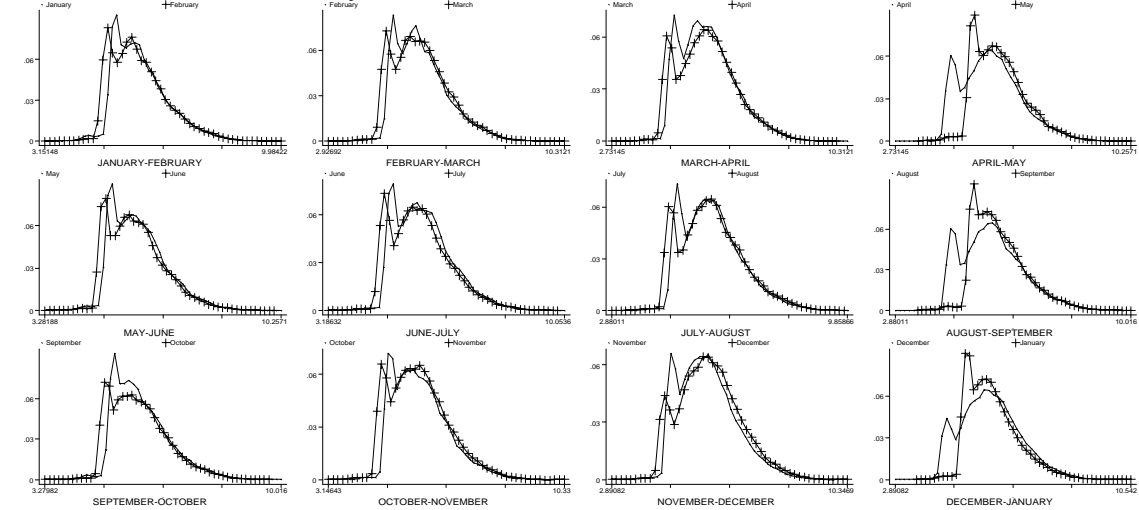 January February
.06
.03
0
3.15148 9.98422
JANUARY-FEBRUARY
February March
.06
.03
0
2.92692 10.3121
FEBRUARY-MARCH
March April
.06
.03
0
2.73145 10.3121
MARCH-APRIL
April May
.06
.03
0
2.73145 10.2571
APRIL-MAY
May June
.06
.03
0
3.28188 10.2571
MAY-JUNE
June July
.06
.03
0
3.18632 10.0536
JUNE-JULY
July August
.06
.03
0
2.88011 9.85866
JULY-AUGUST
August September
.06
.03
0
2.88011 10.016
AUGUST-SEPTEMBER
September October
.06
.03
0
3.27982 10.016
SEPTEMBER-OCTOBER
October November
.06
.03
0
3.14643 10.33
OCTOBER-NOVEMBER
November December
.06
.03
0
2.89082 10.3469
NOVEMBER-DECEMBER
December January
.06
.03
0
2.89082 10.542
DECEMBER-JANUARY